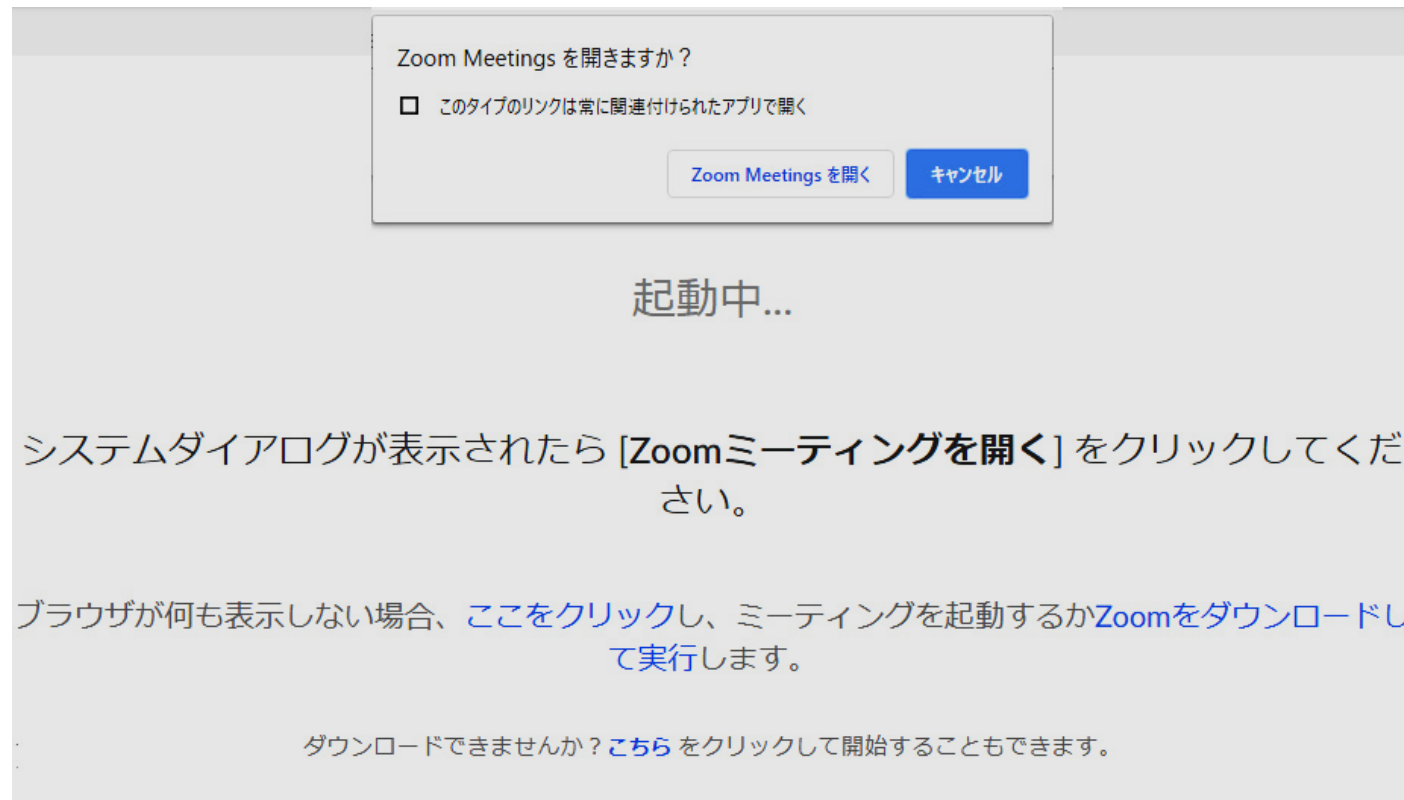 Zoom Meetings を開きますか？
このタイプのリンクは常に関連付けられたアプリで開く
Zoom Meetings を開く
キャンセル
起動中...
システムダイアログが表示されたら [Zoomミーティングを開く] をクリックしてくだ
さい。
ブラウザが何も表示しない場合、ここをクリックし、ミーティングを起動するかZoomをダウンロードし
て実行します。
ダウンロードできませんか？こちら をクリックして開始することもできます。